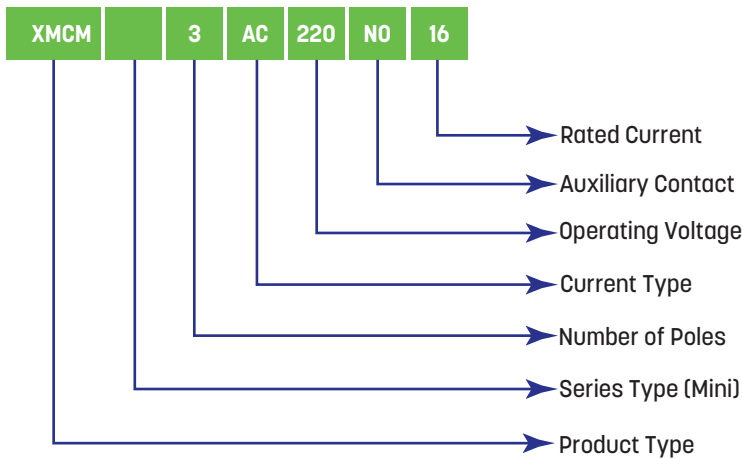 XMCM 3 AC 220 NO 16
Rated Current
Auxiliary Contact
Operating Voltage
Current Type
Number of Poles
Series Type (Mini)
Product Type